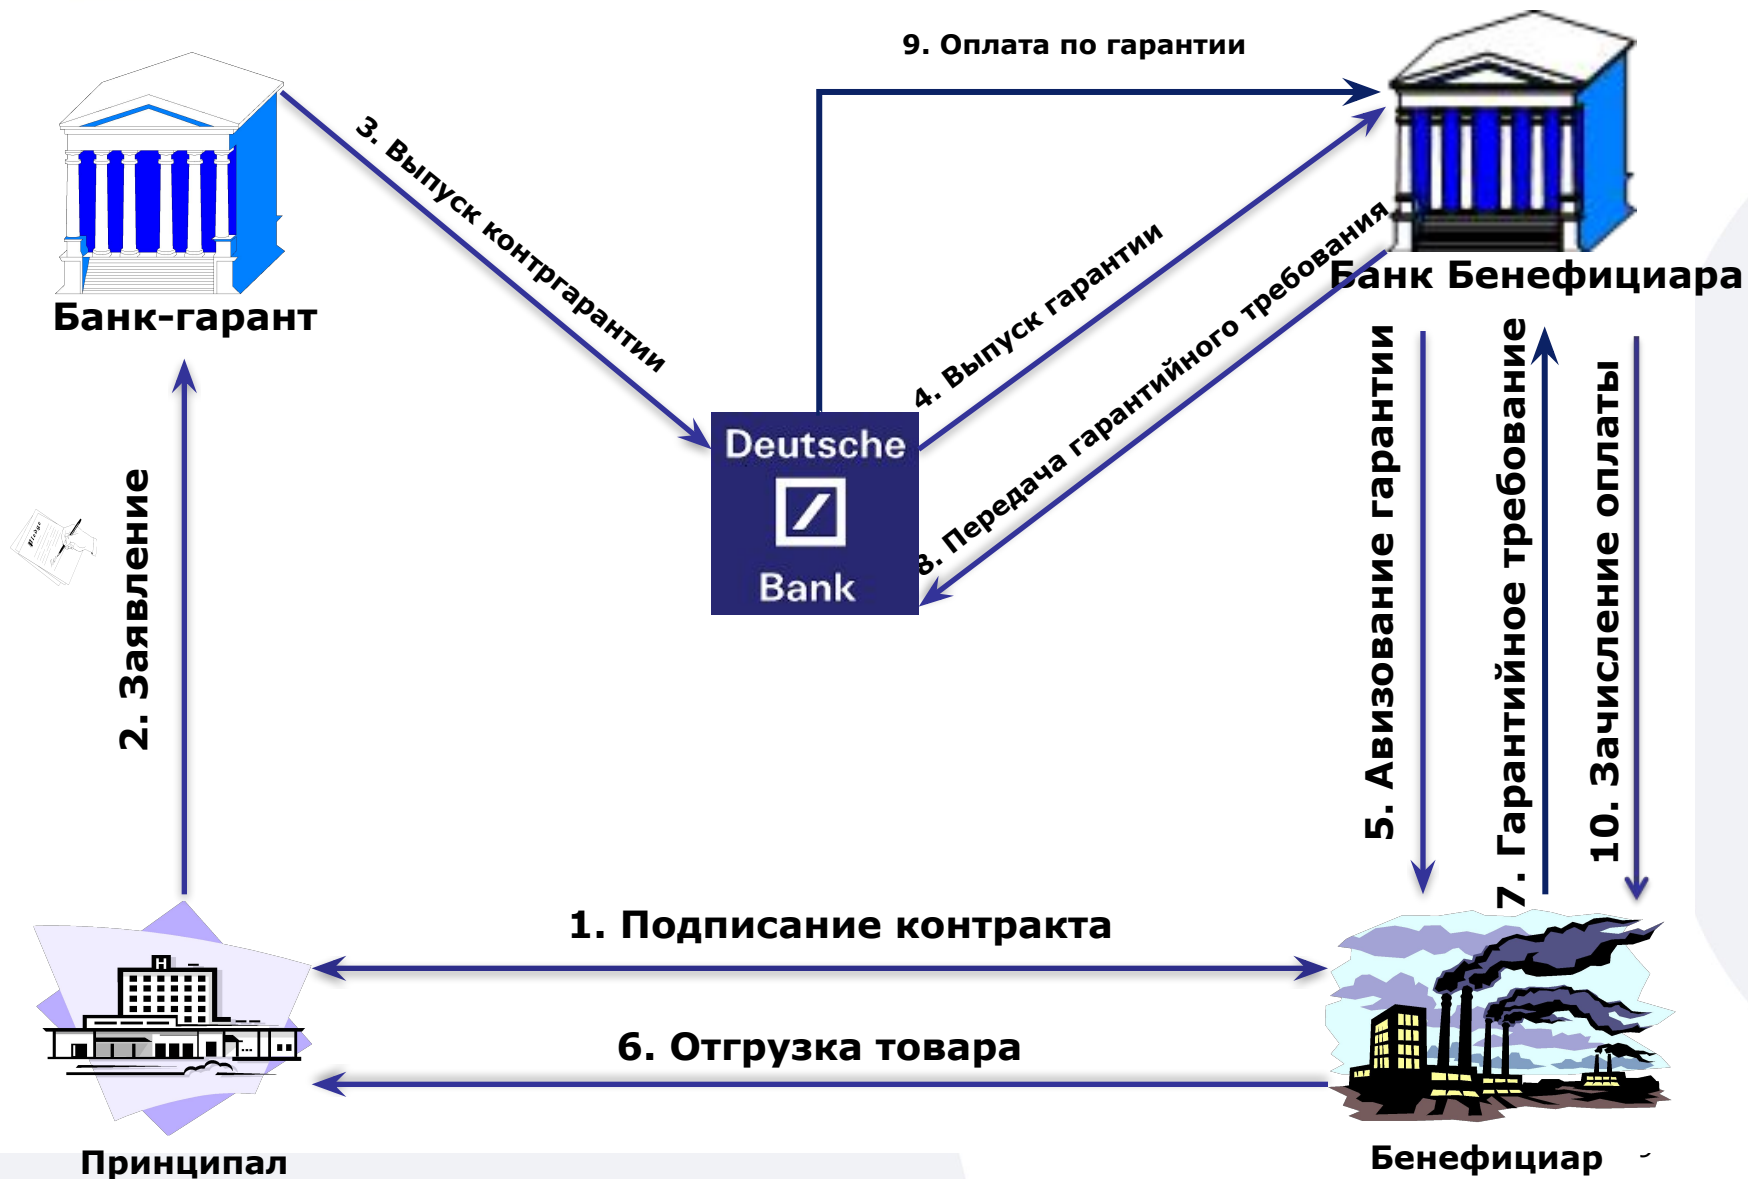 9. Оплата по гарантии
3. Выпуск контргарантии
4. Выпуск гарантии
8. Передача гарантийного требования
Банк Бенефициара
Банк-гарант
Deutsche
Bank
2. Заявление
5. Авизование гарантии
7. Гарантийное требование
10. Зачисление оплаты
1. Подписание контракта
6. Отгрузка товара
H
Принципал
Бенефициар